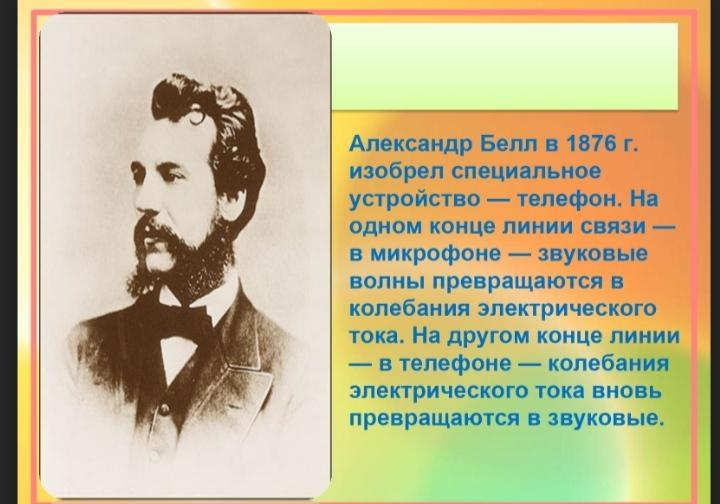 Александр Белл в 1876 г.
изобрел специальное
устройство — телефон. На
одном конце линии связи —
в микрофоне — звуковые
волны превращаются в
колебания электрического
тока. На другом конце линии
— в телефоне — колебания
электрического тока вновь
превращаются в звуковые.